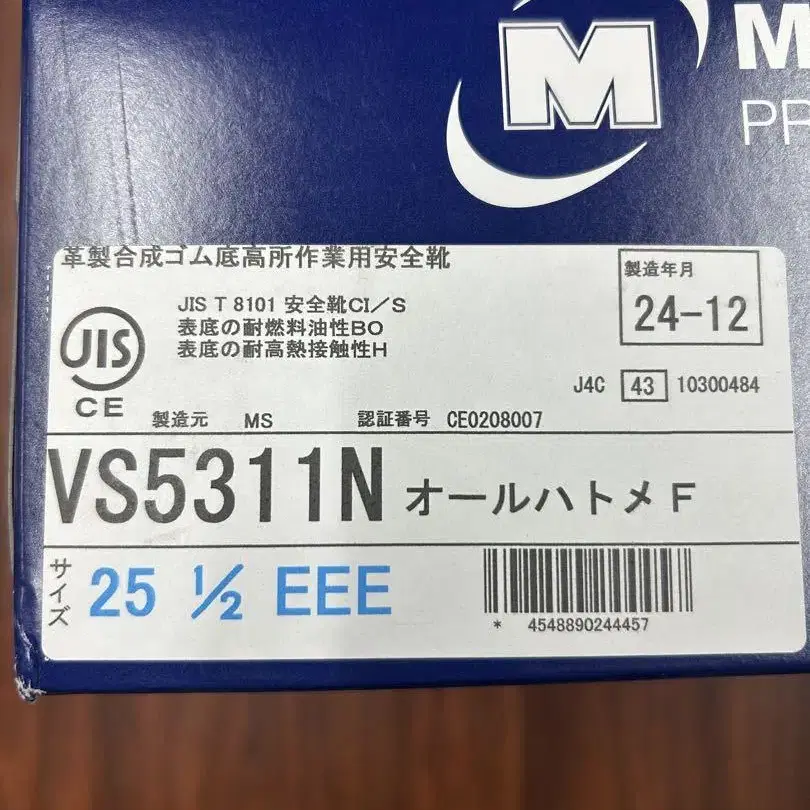 M
M
PR
革製合成ゴム底高所作業用安全靴
JIS T 8101 安全靴CI/S
表底の耐燃料油性BO
表底の耐高熱接触性H
JIS
CE
製造年月
24-12
J4C 43 10300484
製造元 MS 認証番号 CE0208007
VS5311N オールハトメF
サイズ 25 ½ EEE
* 4548890244457